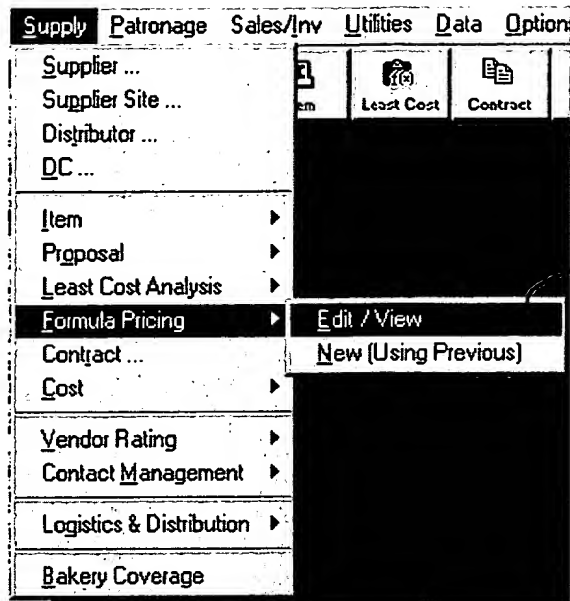 Supply Patronage Sales/Inv Utilities Data Option
Supplier ...
Supplier Site ...
Distributor ...
DC ...
Least Cost
Contract
Item
Proposal
Least Cost Analysis
Formula Pricing
Edit / View
New (Using Previous)
Contract ...
Cost
Vendor Rating
Contact Management
Logistics & Distribution
Bakery Coverage